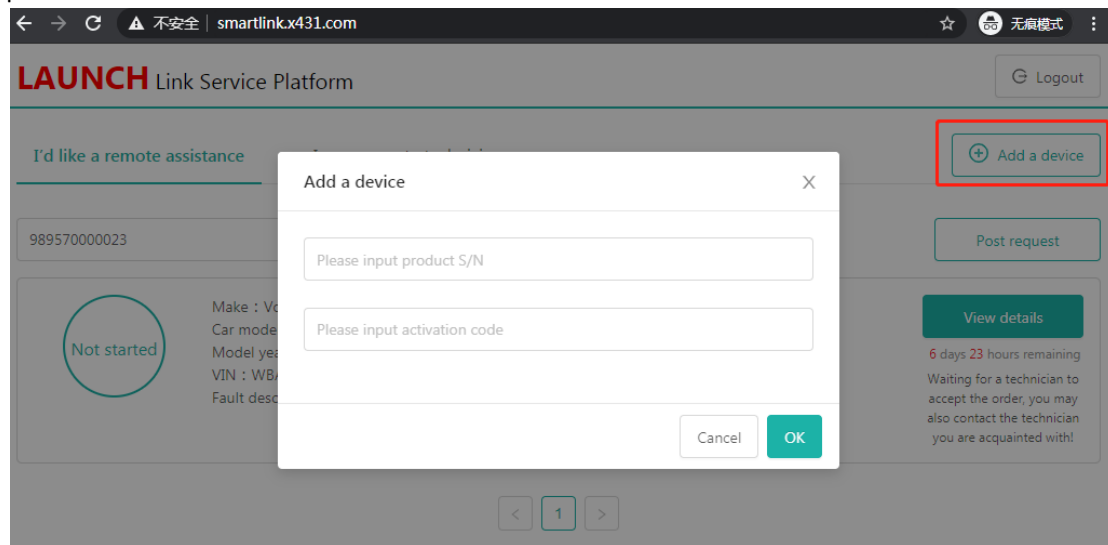 不安全 smartlink.x431.com 无痕模式
LAUNCH Link Service Platform
Logout
I'd like a remote assistance
Add a device
Add a device
X
989570000023
Please input product S/N
Post request
Please input activation code
Not started
Make : Vo
Car mode
Model yea
VIN : WBA
Fault desc
View details
6 days 23 hours remaining
Waiting for a technician to
accept the order, you may
also contact the technician
you are acquainted with!
Cancel
OK
< 1 >